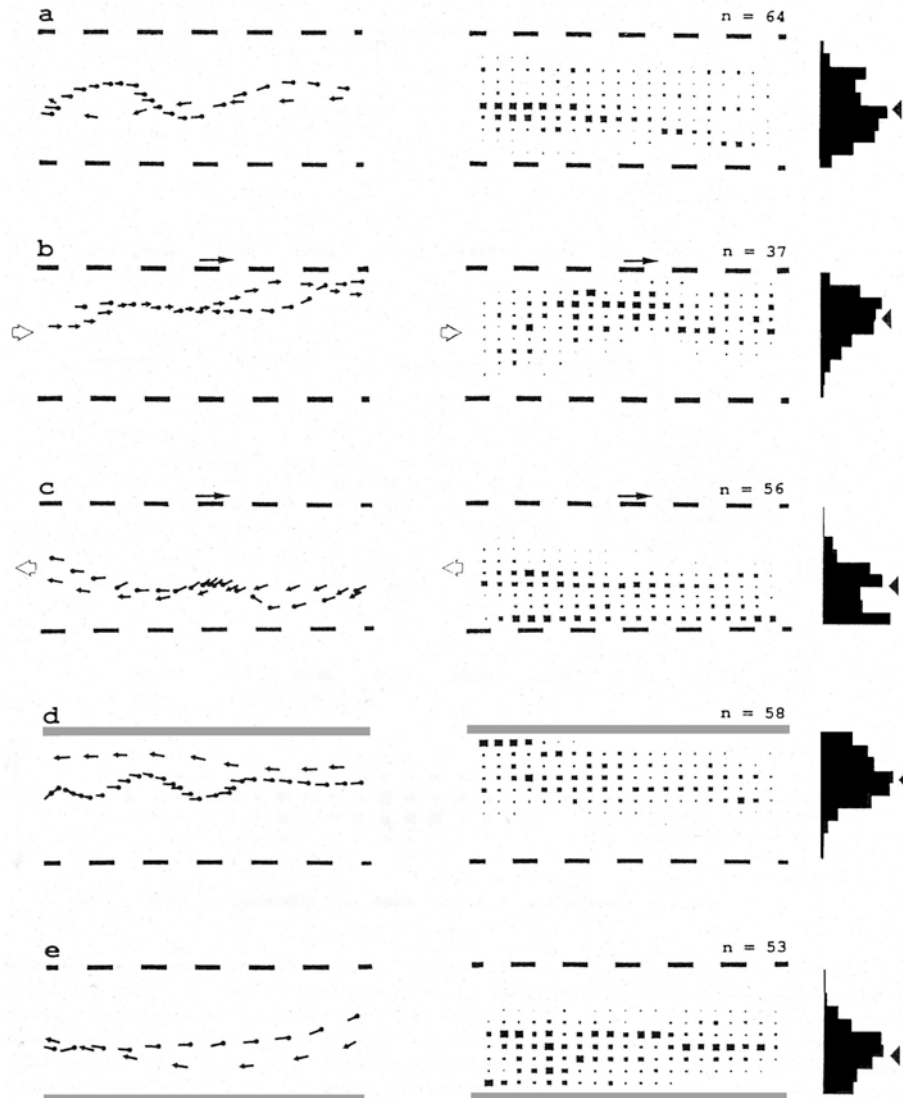 a
n = 64
b
n = 37
c
n = 56
d
n = 58
e
n = 53